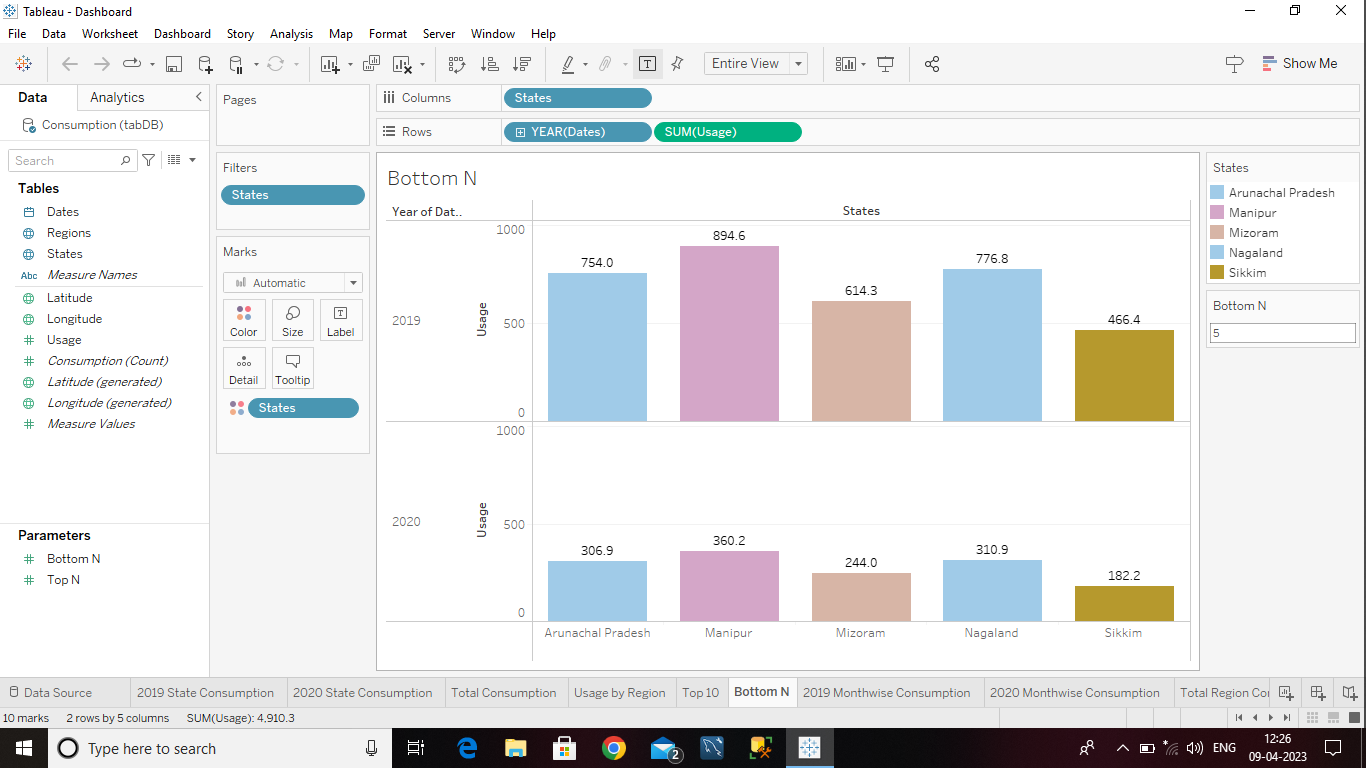 Tableau - Dashboard
File Data Worksheet Dashboard Story Analysis Map Format Server Window Help
Entire View
Show Me
Data Analytics
Consumption (tabDB)
Search
Tables
Dates
Regions
States
Abc Measure Names
Latitude
Longitude
Usage
Consumption (Count)
Latitude (generated)
Longitude (generated)
Measure Values
Parameters
Bottom N
Top N
Pages
Filters
States
Marks
Automatic
Color Size Label
Detail Tooltip
States
Columns States
Rows YEAR(Dates) SUM(Usage)
Bottom N
Year of Dat.. States
2019
Usage
1000
500
0
754.0 894.6 614.3 776.8 466.4
2020
Usage
1000
500
0
306.9 360.2 244.0 310.9 182.2
Arunachal Pradesh Manipur Mizoram Nagaland Sikkim
States
Arunachal Pradesh
Manipur
Mizoram
Nagaland
Sikkim
Bottom N
5
Data Source 2019 State Consumption 2020 State Consumption Total Consumption Usage by Region Top 10 Bottom N 2019 Monthwise Consumption 2020 Monthwise Consumption Total Region Co
10 marks 2 rows by 5 columns SUM(Usage): 4,910.3
Type here to search
2
ENG
12:26
09-04-2023